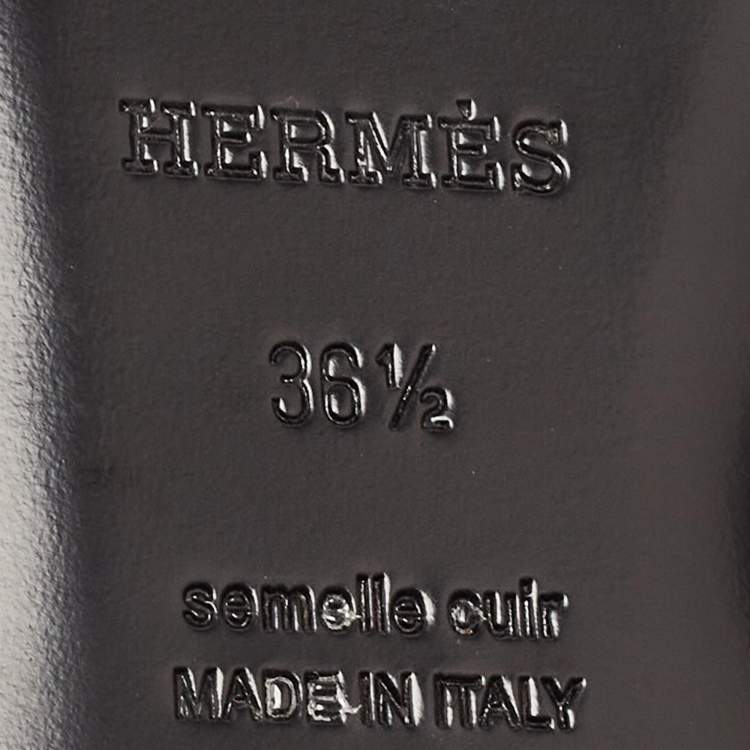 HERMÈS
36½
semelle cuir
MADE IN ITALY